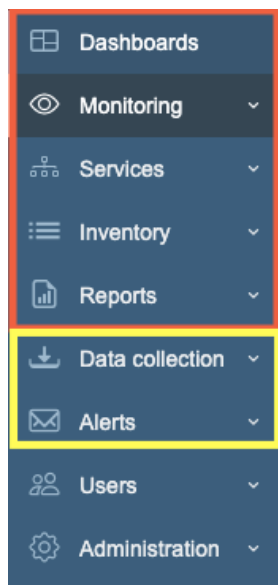 Dashboards
Monitoring
Services
Inventory
Reports
Data collection
Alerts
Users
Administration